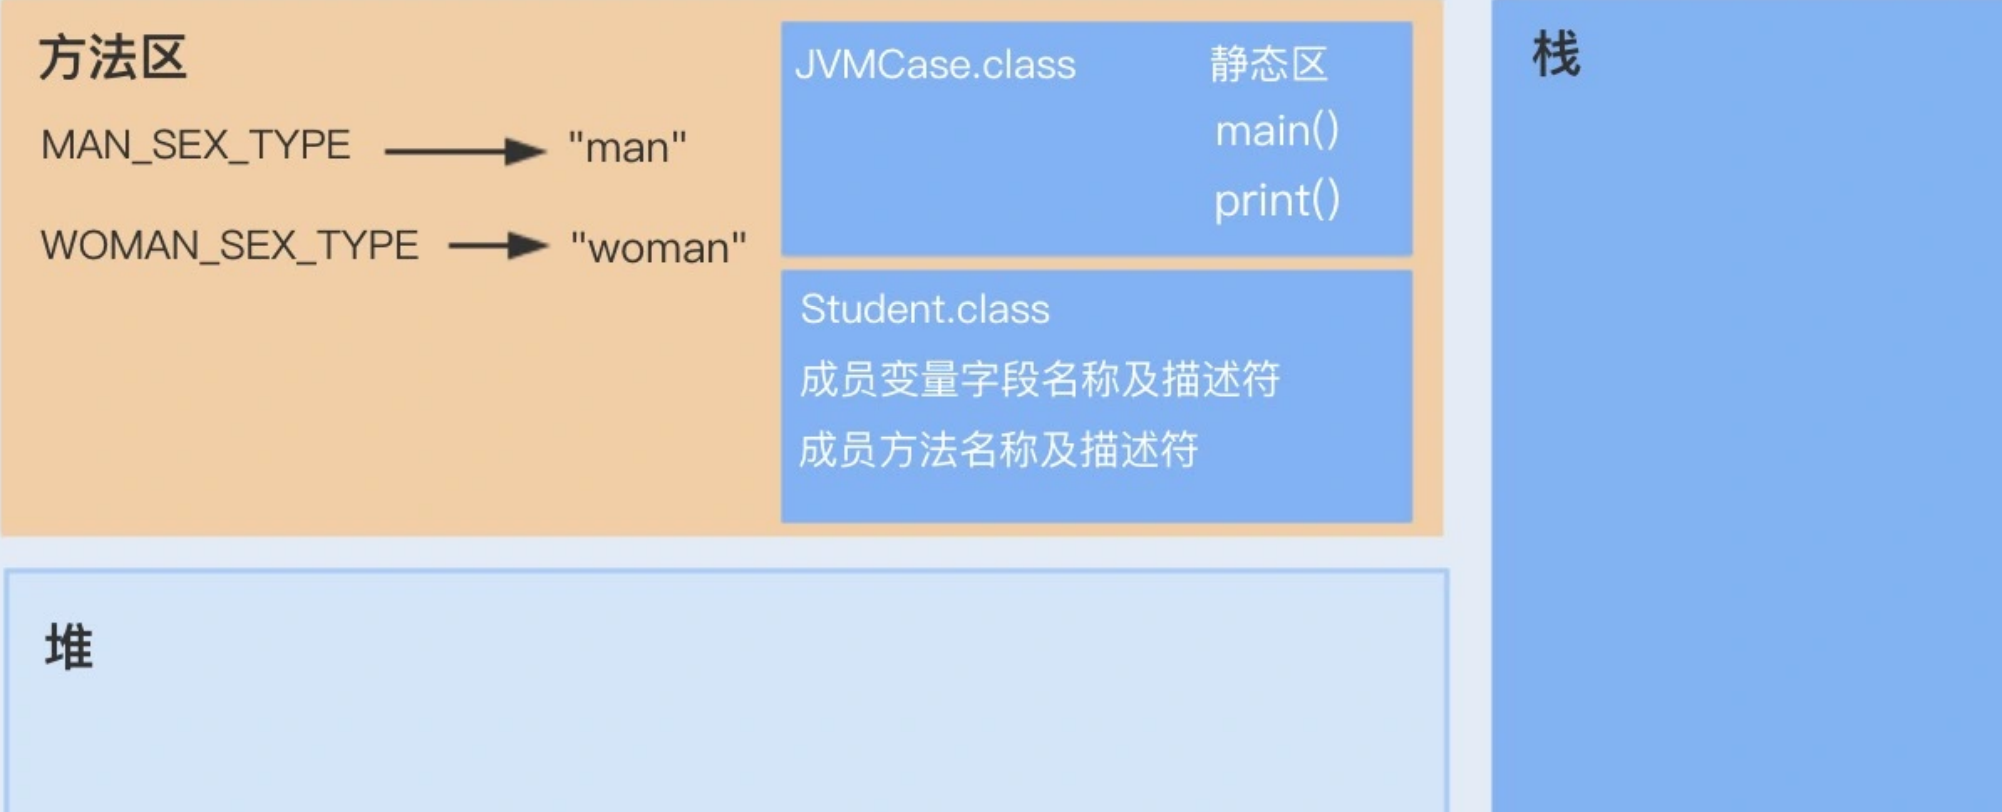 方法区
MAN_SEX_TYPE "man"
WOMAN_SEX_TYPE "woman"
JVMCase.class 静态区
main()
print()
Student.class
成员变量字段名称及描述符
成员方法名称及描述符
堆
栈